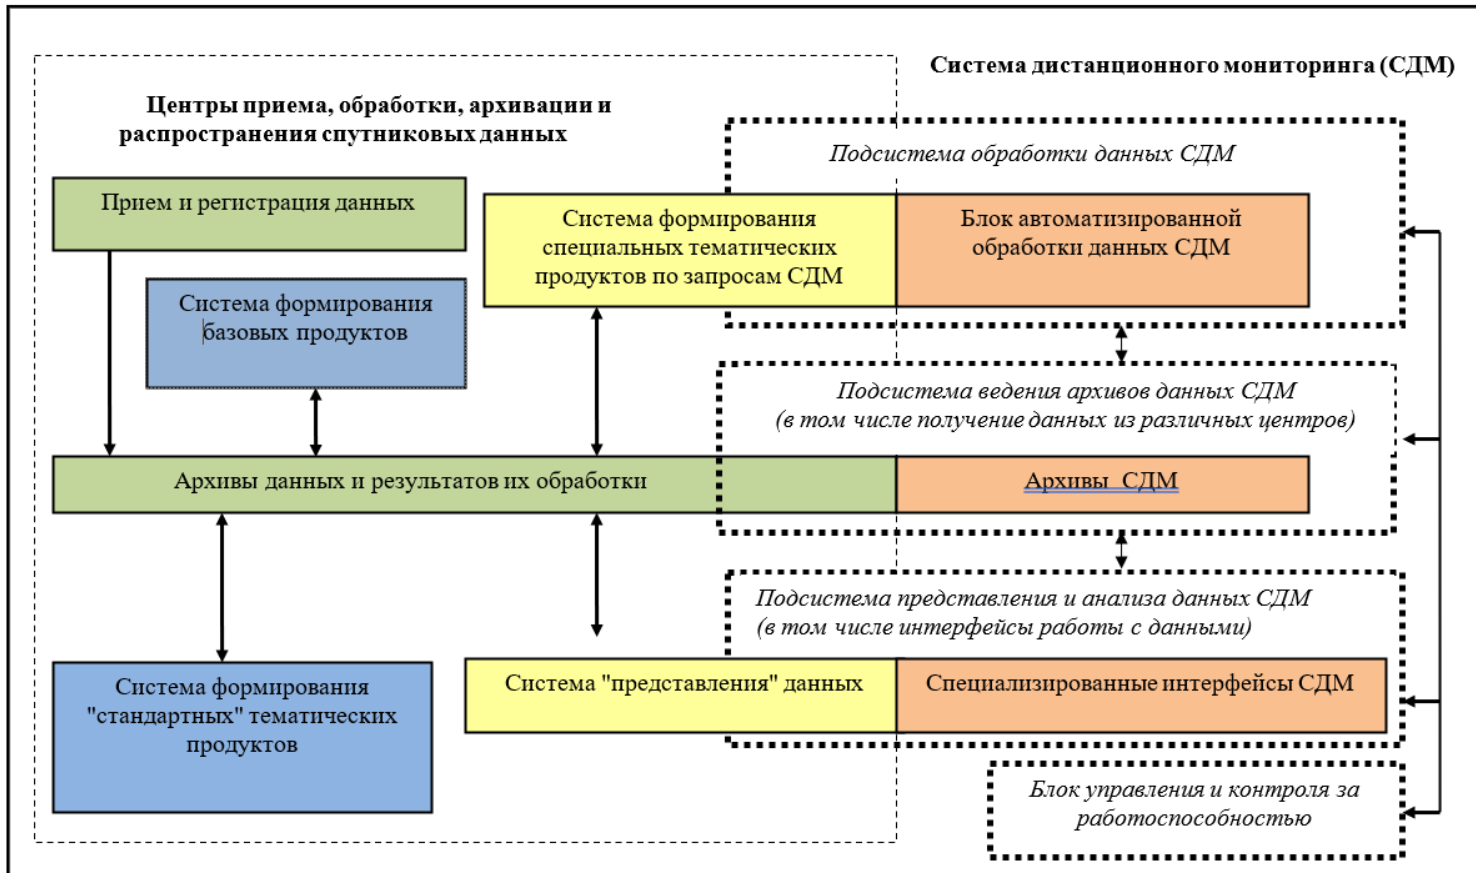 Система дистанционного мониторинга (СДМ)
Центры приема, обработки, архивации и
распространения спутниковых данных
Подсистема обработки данных СДМ
Прием и регистрация данных
Система формирования
специальных тематических
продуктов по запросам СДМ
Блок автоматизированной
обработки данных СДМ
Система формирования
базовых продуктов
Подсистема ведения архивов данных СДМ
(в том числе получение данных из различных центров)
Архивы данных и результатов их обработки
Архивы СДМ
Подсистема представления и анализа данных СДМ
(в том числе интерфейсы работы с данными)
Система формирования
"стандартных" тематических
продуктов
Система "представления" данных
Специализированные интерфейсы СДМ
Блок управления и контроля за
работоспособностью